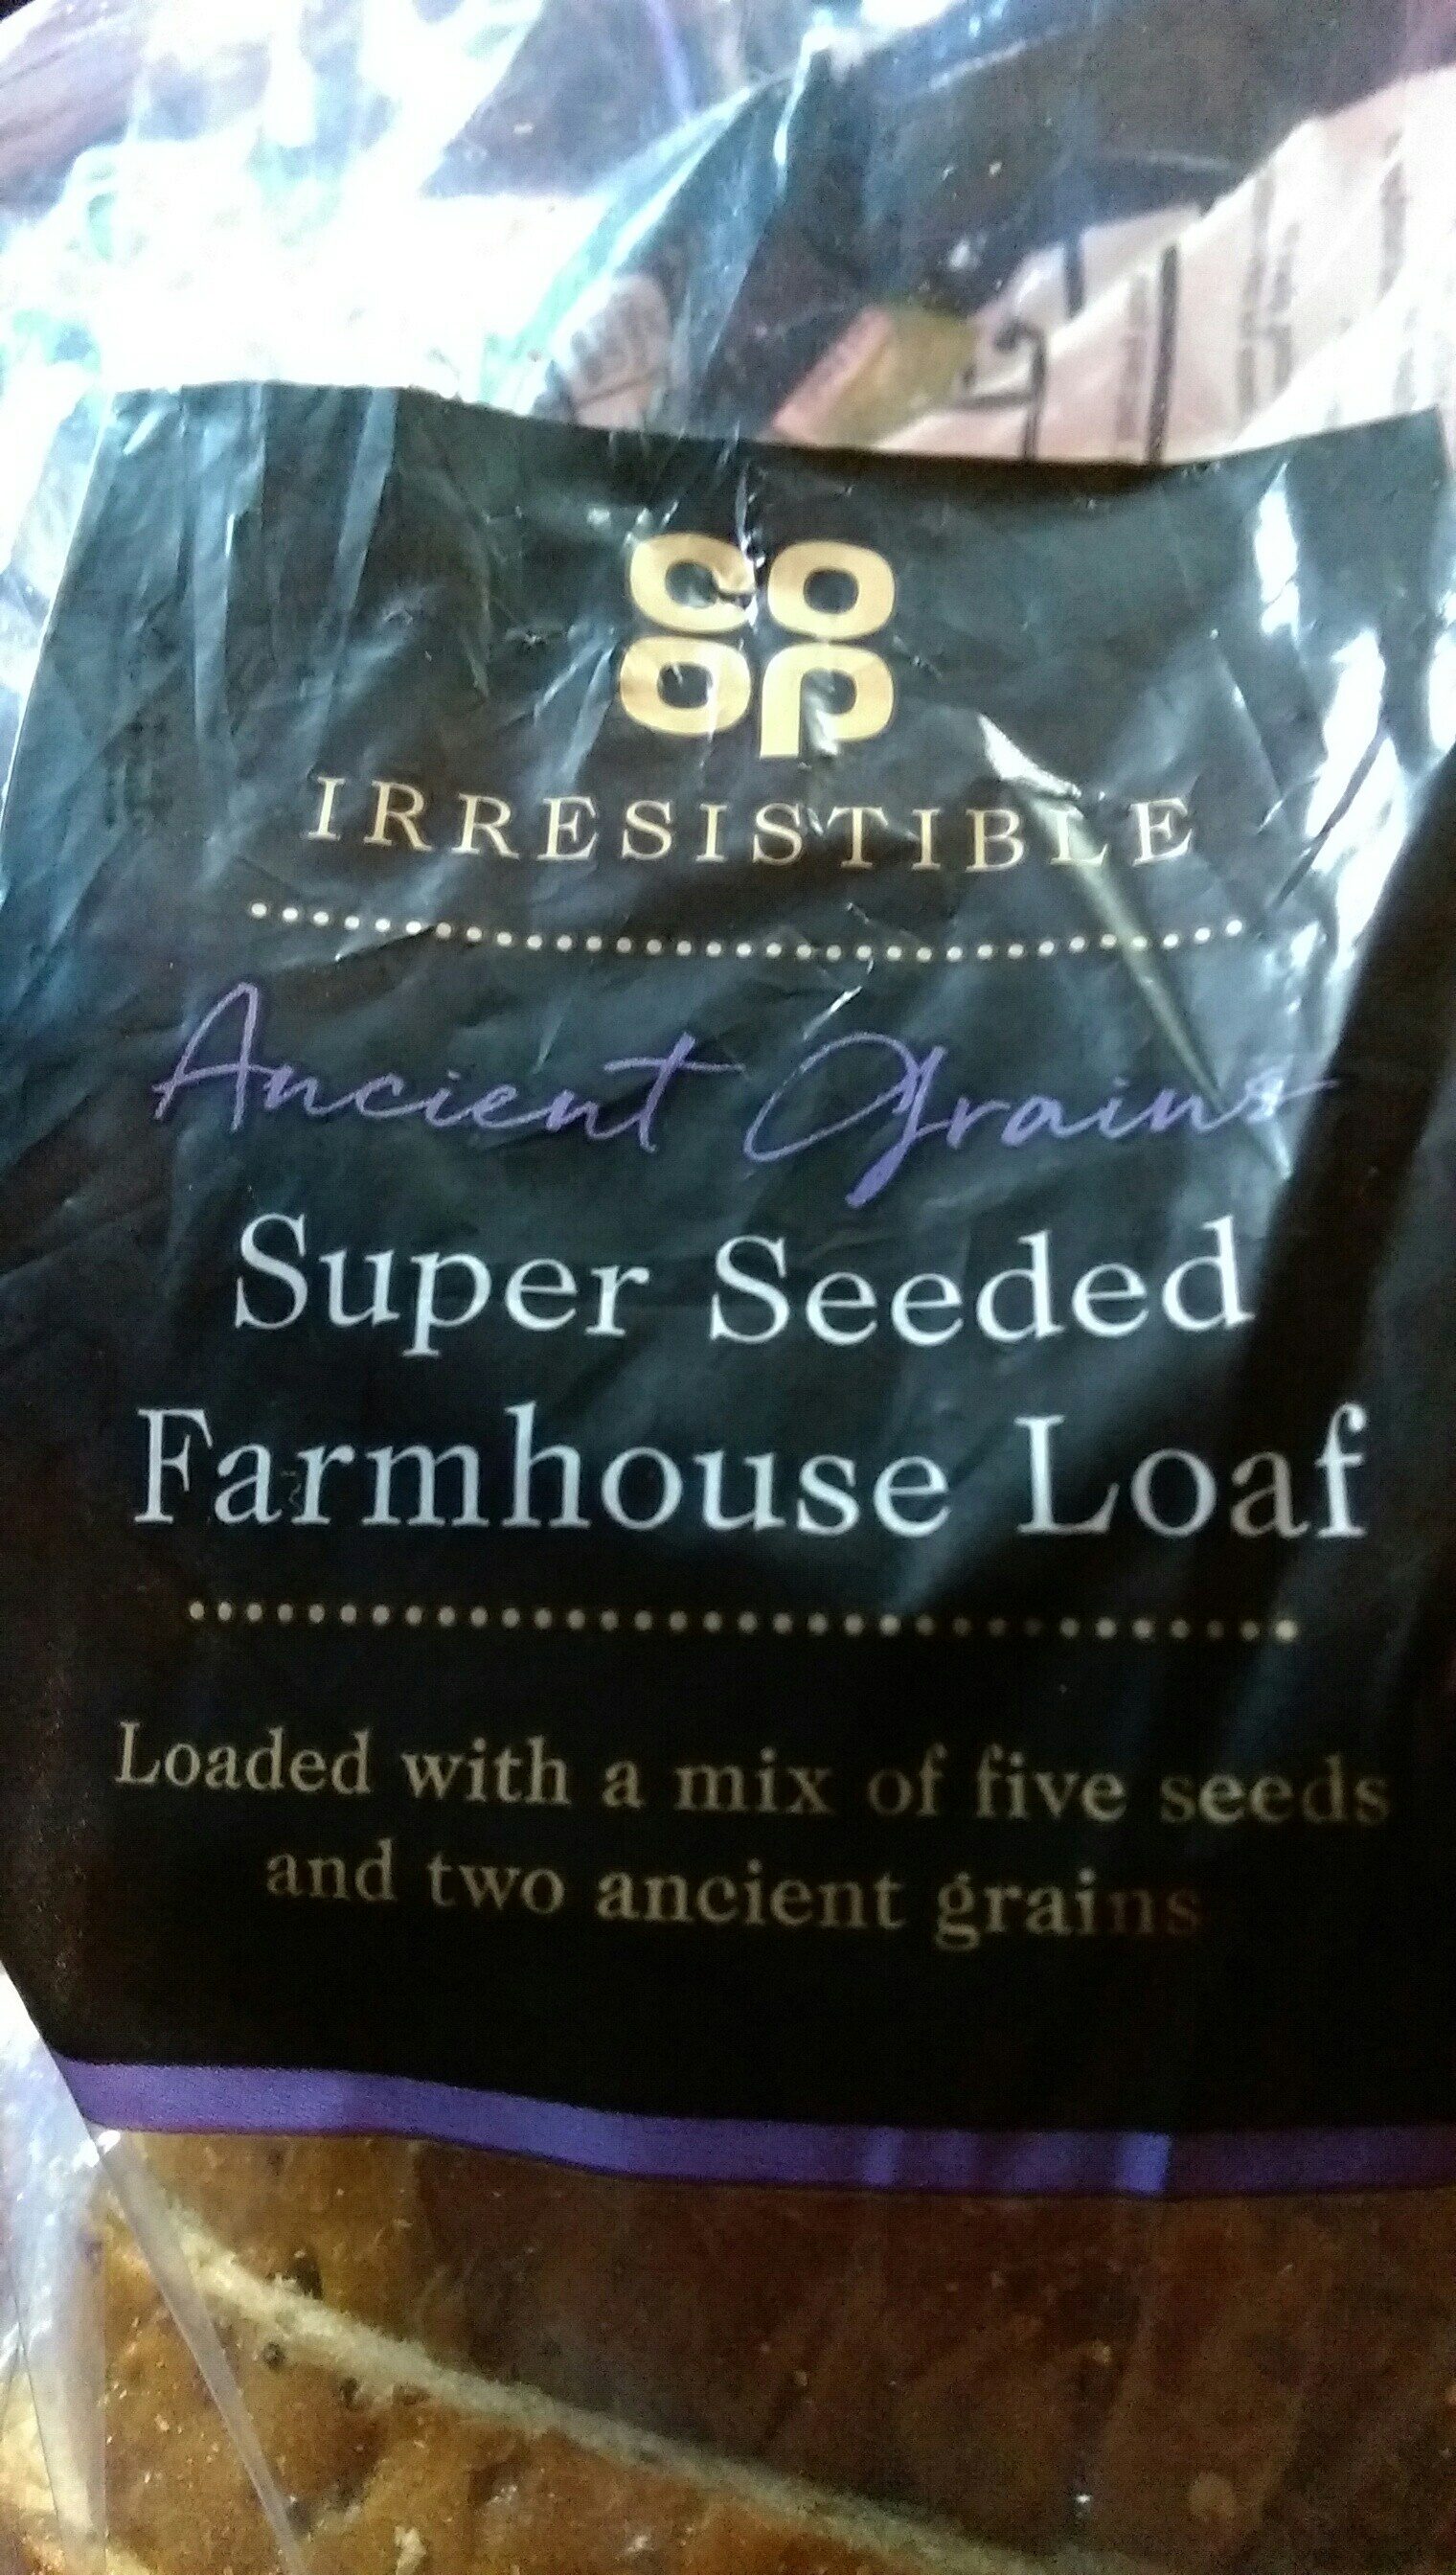 co
op
IRRESISTIBLE
Ancient Grains
Super Seeded
Farmhouse Loaf
Loaded with a mix of five seeds
and two ancient grains